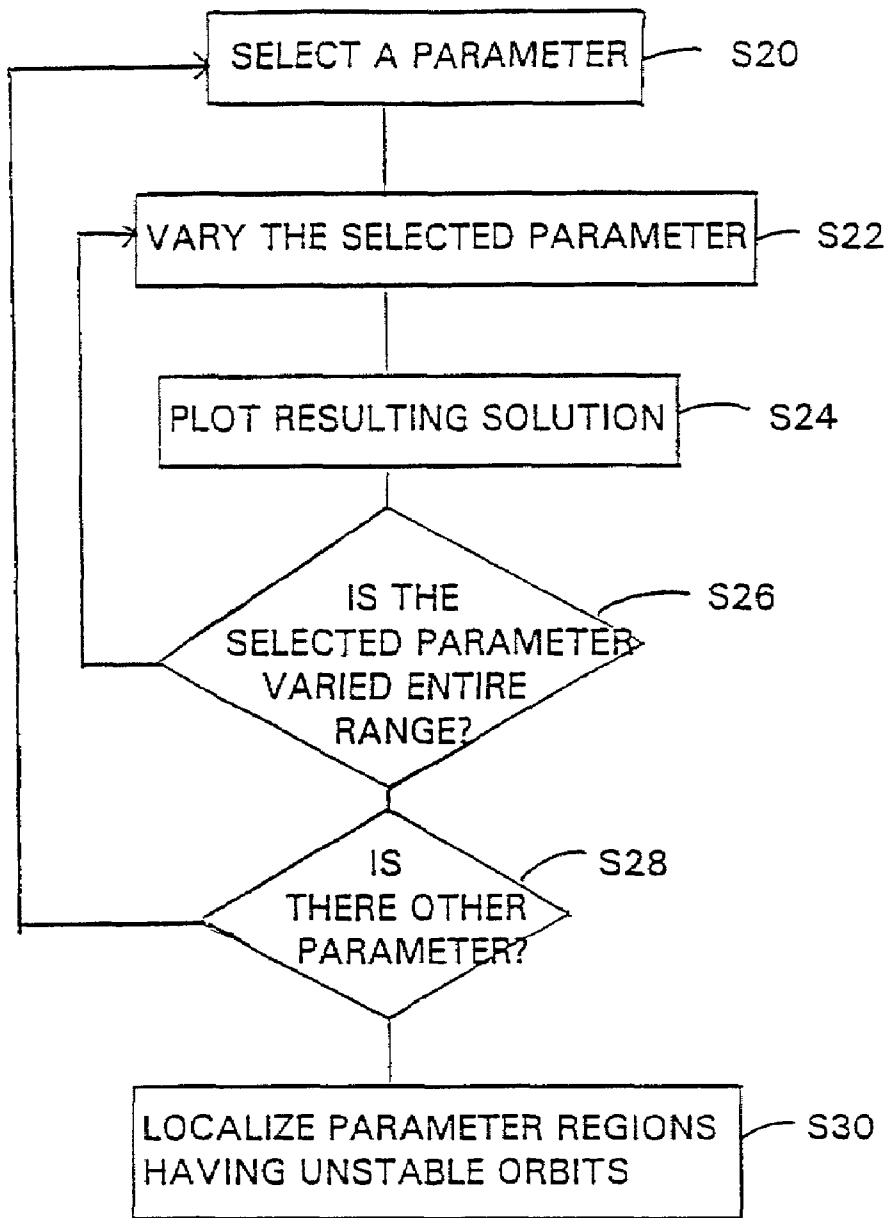 SELECT A PARAMETER
S20
VARY THE SELECTED PARAMETER
S22
PLOT RESULTING SOLUTION
S24
IS THE
SELECTED PARAMETER
VARIED ENTIRE
RANGE?
S26
IS
THERE OTHER
PARAMETER?
S28
LOCALIZE PARAMETER REGIONS
HAVING UNSTABLE ORBITS
S30